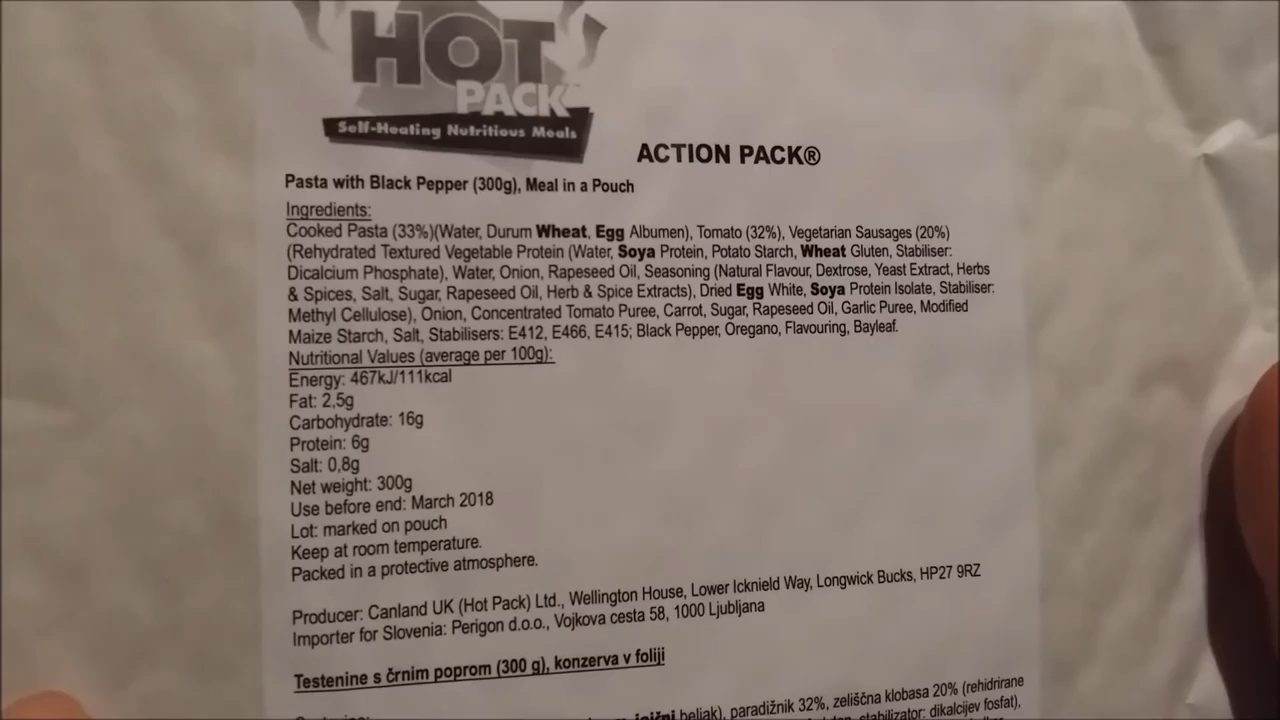 HOT
PACK™
Self-Heating Nutritious Meals
ACTION PACK®
Pasta with Black Pepper (300g), Meal in a Pouch
Ingredients:
Cooked Pasta (33%)(Water, Durum Wheat, Egg Albumen), Tomato (32%), Vegetarian Sausages (20%)
(Rehydrated Textured Vegetable Protein (Water, Soya Protein, Potato Starch, Wheat Gluten, Stabiliser:
Dicalcium Phosphate), Water, Onion, Rapeseed Oil, Seasoning (Natural Flavour, Dextrose, Yeast Extract, Herbs
& Spices, Salt, Sugar, Rapeseed Oil, Herb & Spice Extracts), Dried Egg White, Soya Protein Isolate, Stabiliser:
Methyl Cellulose), Onion, Concentrated Tomato Puree, Carrot, Sugar, Rapeseed Oil, Garlic Puree, Modified
Maize Starch, Salt, Stabilisers: E412, E466, E415; Black Pepper, Oregano, Flavouring, Bayleaf.
Nutritional Values (average per 100g):
Energy: 467kJ/111kcal
Fat: 2,5g
Carbohydrate: 16g
Protein: 6g
Salt: 0,8g
Net weight: 300g
Use before end: March 2018
Lot: marked on pouch
Keep at room temperature.
Packed in a protective atmosphere.
Producer: Canland UK (Hot Pack) Ltd., Wellington House, Lower Icknield Way, Longwick Bucks, HP27 9RZ
Importer for Slovenia: Perigon d.o.o., Vojkova cesta 58, 1000 Ljubljana
Testenine s črnim poprom (300 g), konzerva v foliji
beljak), paradižnik 32%, zeliščna klobasa 20% (rehidrirane
stabilizator: dikalcijev fosfat),